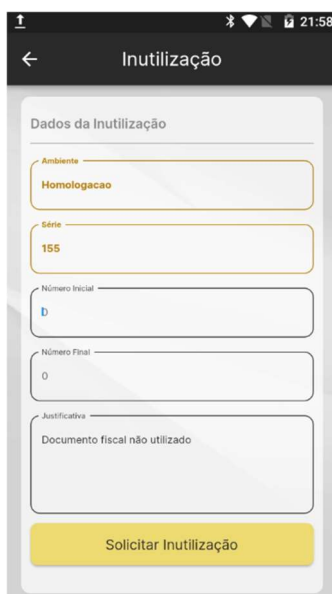 21:58
Inutilização
Dados da Inutilização
Ambiente
Homologacao
Série
155
Número Inicial
0
Número Final
0
Justificativa
Documento fiscal não utilizado
Solicitar Inutilização